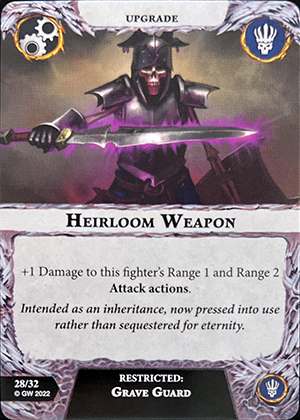 UPGRADE
HEIRLOOM WEAPON
+1 Damage to this fighter's Range 1 and Range 2
Attack actions.
Intended as an inheritance, now pressed into use
rather than sequestered for eternity.
28/32
© GW 2022
RESTRICTED:
GRAVE GUARD